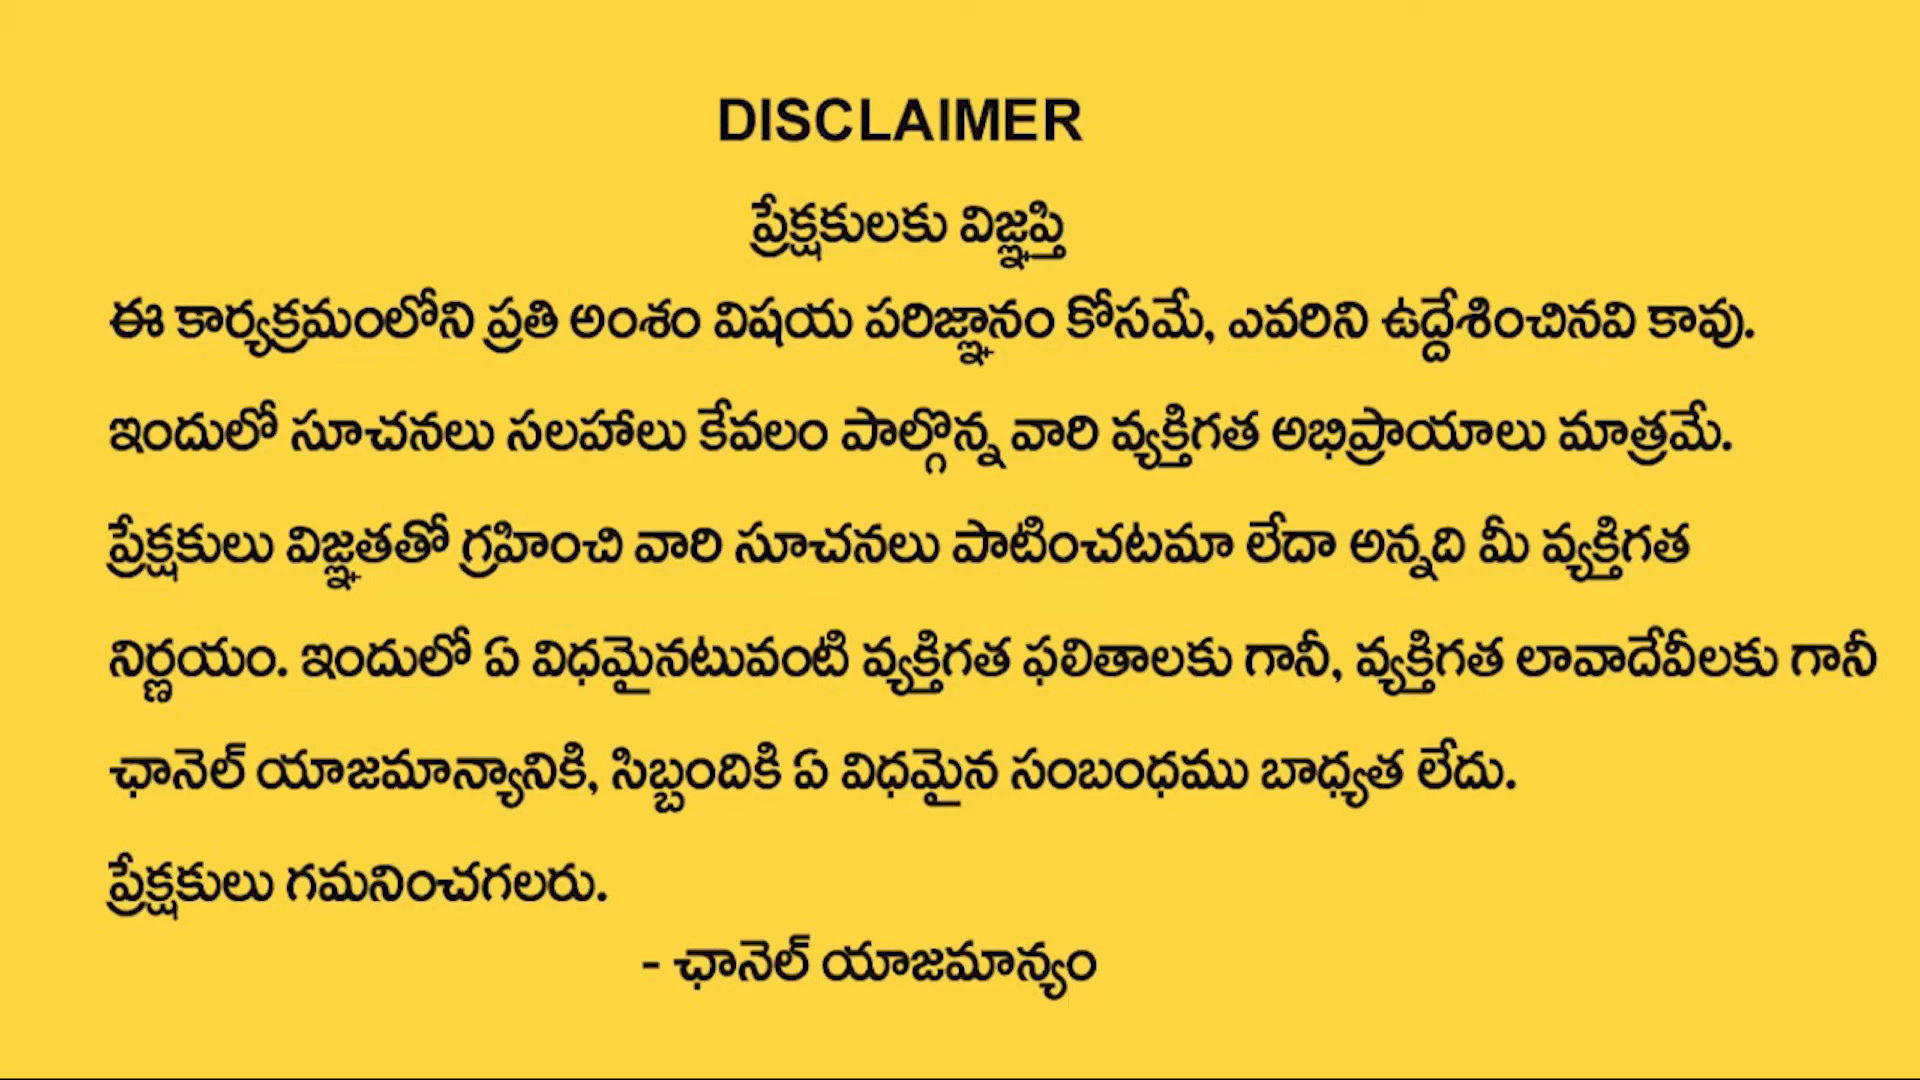 DISCLAIMER
ప్రేక్షకులకు విజ్ఞప్తి
ఈ కార్యక్రమంలోని ప్రతి అంశం విషయ పరిజ్ఞానం కోసమే, ఎవరిని ఉద్దేశించినవి కావు.
ఇందులో సూచనలు సలహాలు కేవలం పాల్గొన్న వారి వ్యక్తిగత అభిప్రాయాలు మాత్రమే.
ప్రేక్షకులు విజ్ఞతతో గ్రహించి వారి సూచనలు పాటించటమా లేదా అన్నది మీ వ్యక్తిగత
నిర్ణయం. ఇందులో ఏ విధమైనటువంటి వ్యక్తిగత ఫలితాలకు గానీ, వ్యక్తిగత లావాదేవీలకు గానీ
ఛానెల్ యాజమాన్యానికి, సిబ్బందికి ఏ విధమైన సంబంధము బాధ్యత లేదు.
ప్రేక్షకులు గమనించగలరు.
- ఛానెల్ యాజమాన్యం